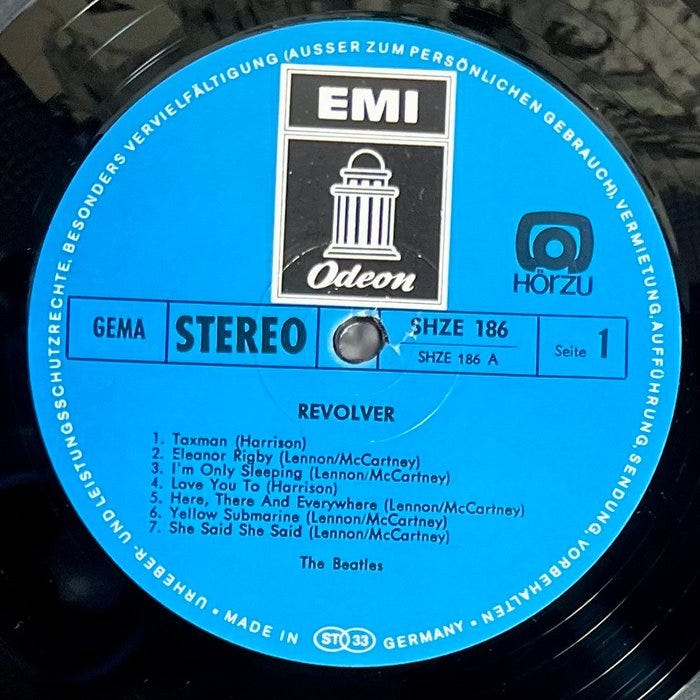 EMI
Odeon
HÖRZU
GEMA
STEREO
SHZE 186
SHZE 186 A
Seite 1
REVOLVER
1. Taxman (Harrison)
2. Eleanor Rigby (Lennon/McCartney)
3. I'm Only Sleeping (Lennon/McCartney)
4. Love You To (Harrison)
5. Here, There And Everywhere (Lennon/McCartney)
6. Yellow Submarine (Lennon/McCartney)
7. She Said She Said (Lennon/McCartney)
The Beatles
URHEBER- UND LEISTUNGSSCHUTZRECHTE, BESONDERS VERVIELFÄLTIGUNG (AUSSER ZUM PERSÖNLICHEN GEBRAUCH), VERMIETUNG, AUFFÜHRUNG, SENDUNG, VORBEHALTEN
• MADE IN ST 33 GERMANY •